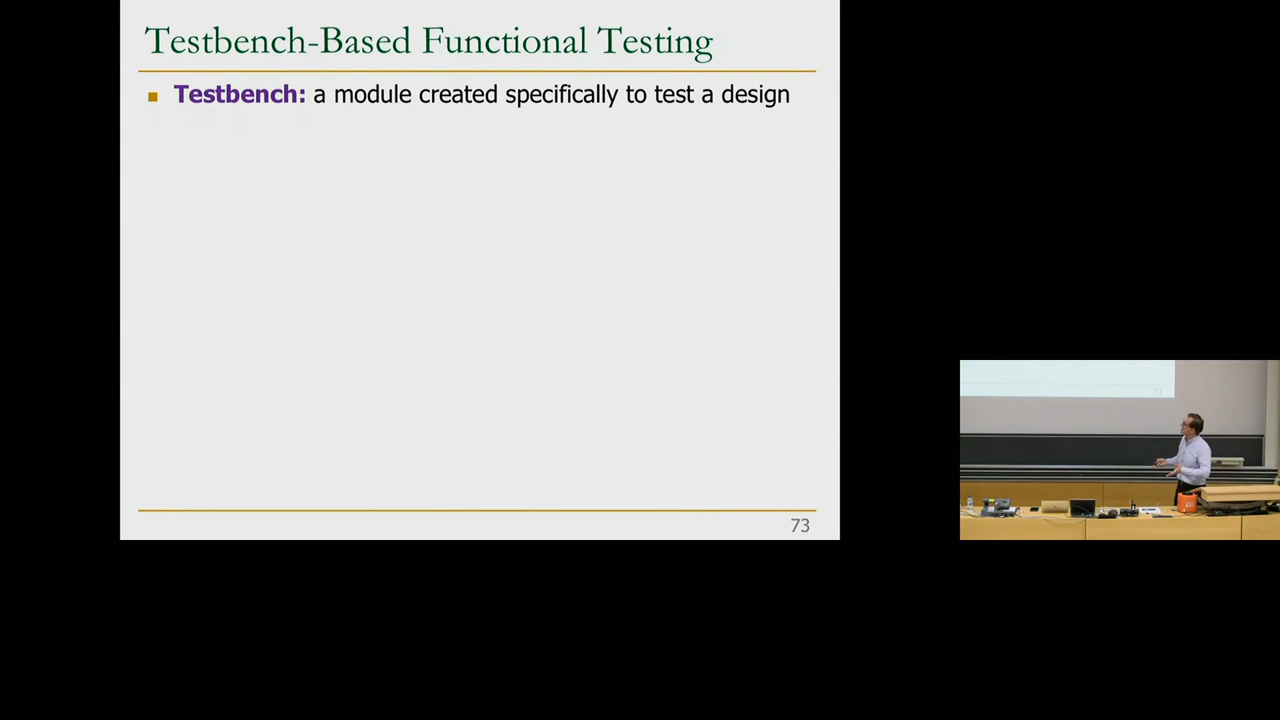 Testbench-Based Functional Testing
Testbench: a module created specifically to test a design
73